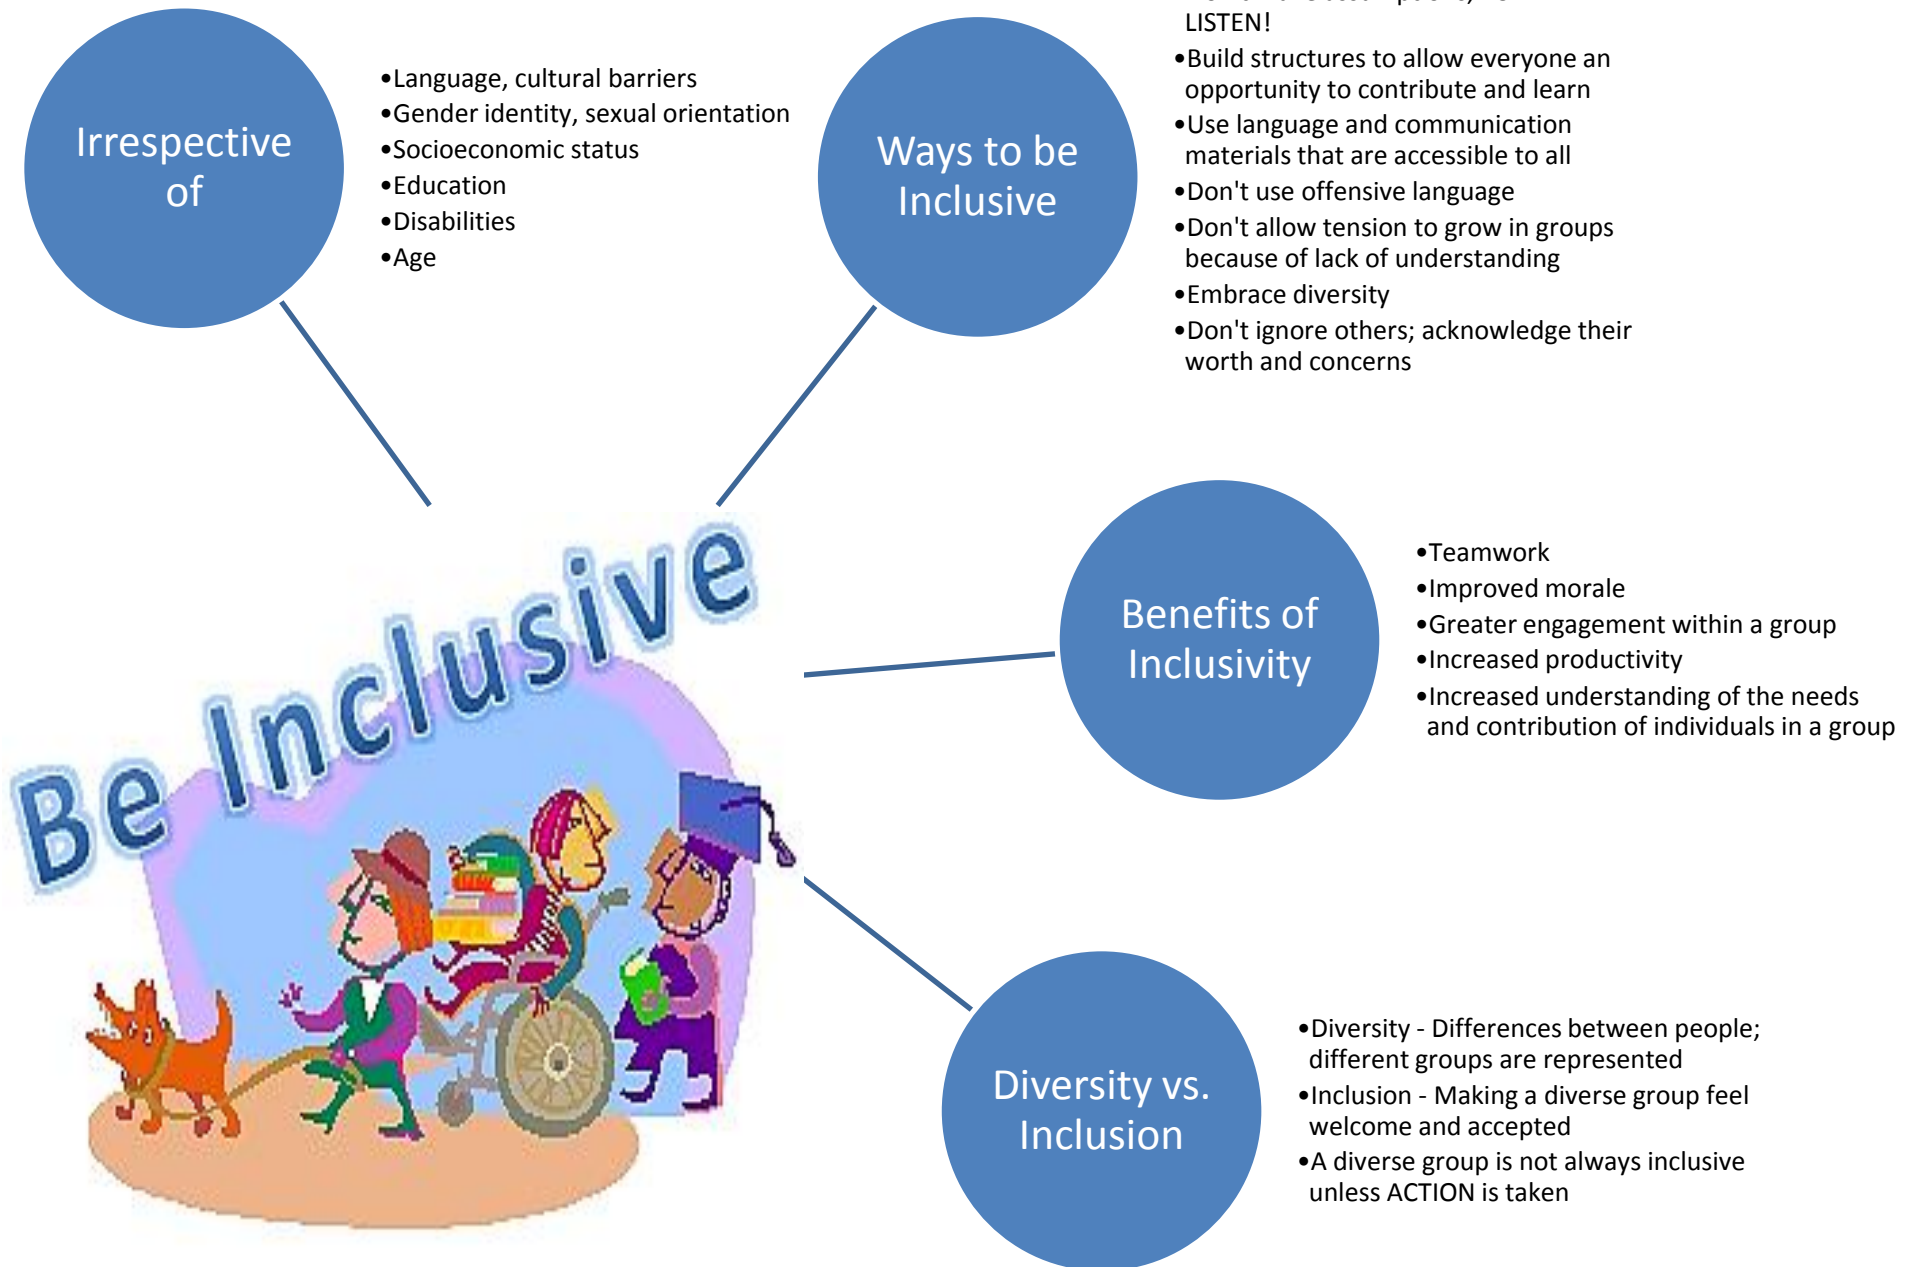 Irrespective
of
•Language, cultural barriers
•Gender identity, sexual orientation
•Socioeconomic status
•Education
•Disabilities
•Age
Ways to be
Inclusive
LISTEN!
•Build structures to allow everyone an
opportunity to contribute and learn
•Use language and communication
materials that are accessible to all
•Don't use offensive language
•Don't allow tension to grow in groups
because of lack of understanding
•Embrace diversity
•Don't ignore others; acknowledge their
worth and concerns
Be Inclusive
Benefits of
Inclusivity
•Teamwork
•Improved morale
•Greater engagement within a group
•Increased productivity
•Increased understanding of the needs
and contribution of individuals in a group
Diversity vs.
Inclusion
•Diversity - Differences between people;
different groups are represented
•Inclusion - Making a diverse group feel
welcome and accepted
•A diverse group is not always inclusive
unless ACTION is taken